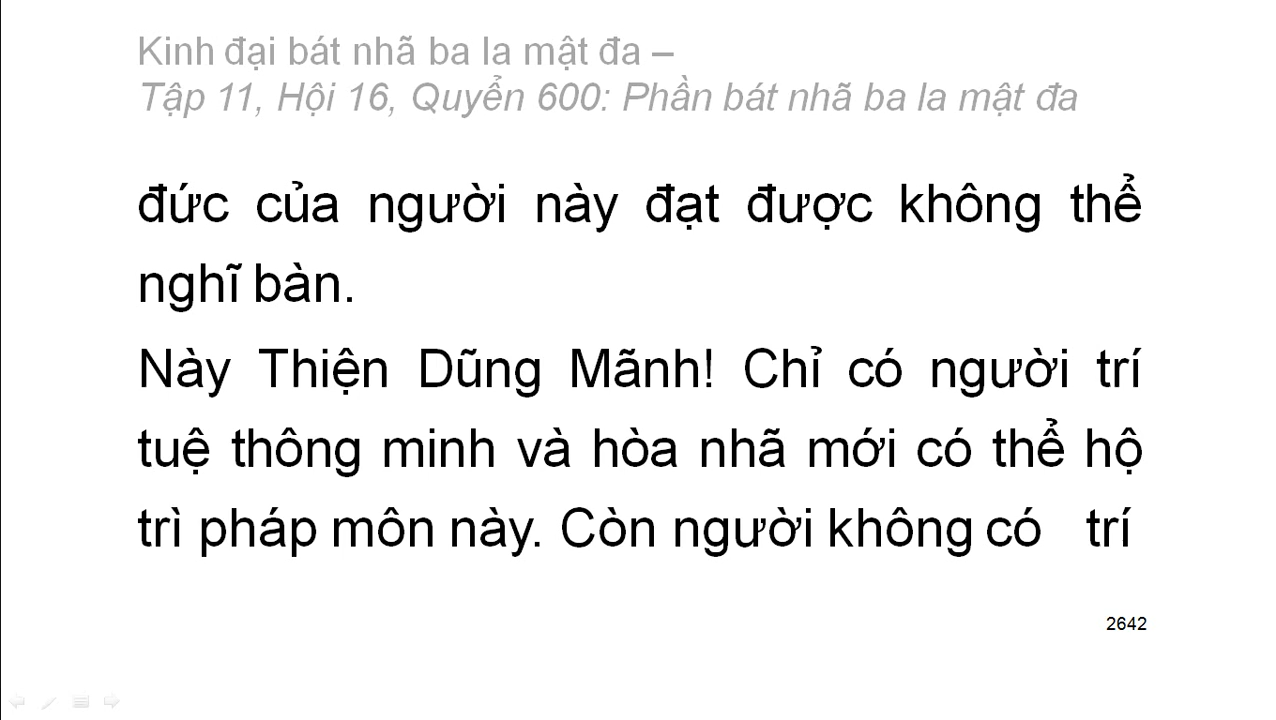 Kinh đại bát nhã ba la mật đa –
Tập 11, Hội 16, Quyển 600: Phần bát nhã ba la mật đa
đức của người này đạt được không thể
nghĩ bàn.
Này Thiện Dũng Mãnh! Chỉ có người trí
tuệ thông minh và hòa nhã mới có thể hộ
trì pháp môn này. Còn người không có trí
2642